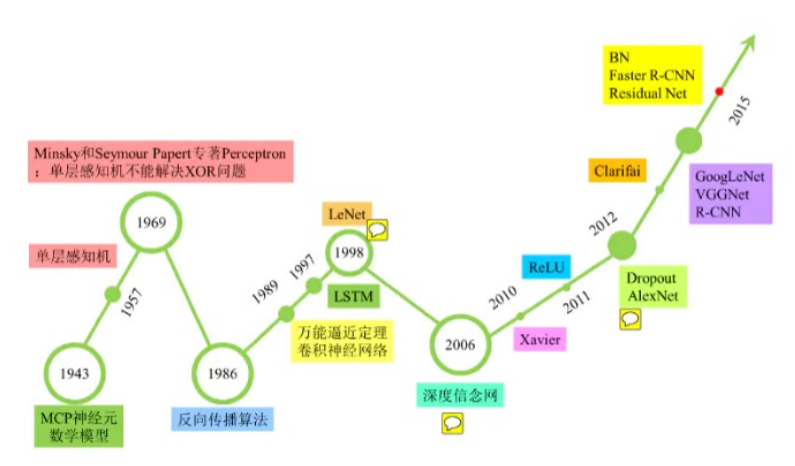 BN
Faster R-CNN
Residual Net
2015
Minsky和Seymour Papert专著Perceptron
：单层感知机不能解决XOR问题
Clarifai
GoogLeNet
VGGNet
R-CNN
LeNet
1969
2012
1998
单层感知机
1997
ReLU
1989
Dropout
AlexNet
LSTM
2010
2011
1957
万能逼近定理
卷积神经网络
Xavier
2006
1943
1986
深度信念网
MCP神经元
数学模型
反向传播算法